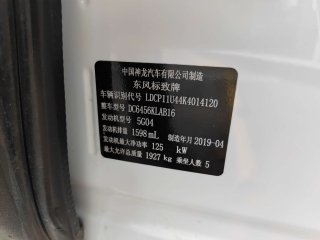 中国神龙汽车有限公司制造
东风标致牌
车辆识别代号 LDCP11U44K4014120
整车型号 DC6456KLAB16
发动机型号 5G04
发动机排量 1598 mL 制造年月 2019-04
发动机最大净功率 125 kW
最大允许总质量 1927 kg 乘坐人数 5